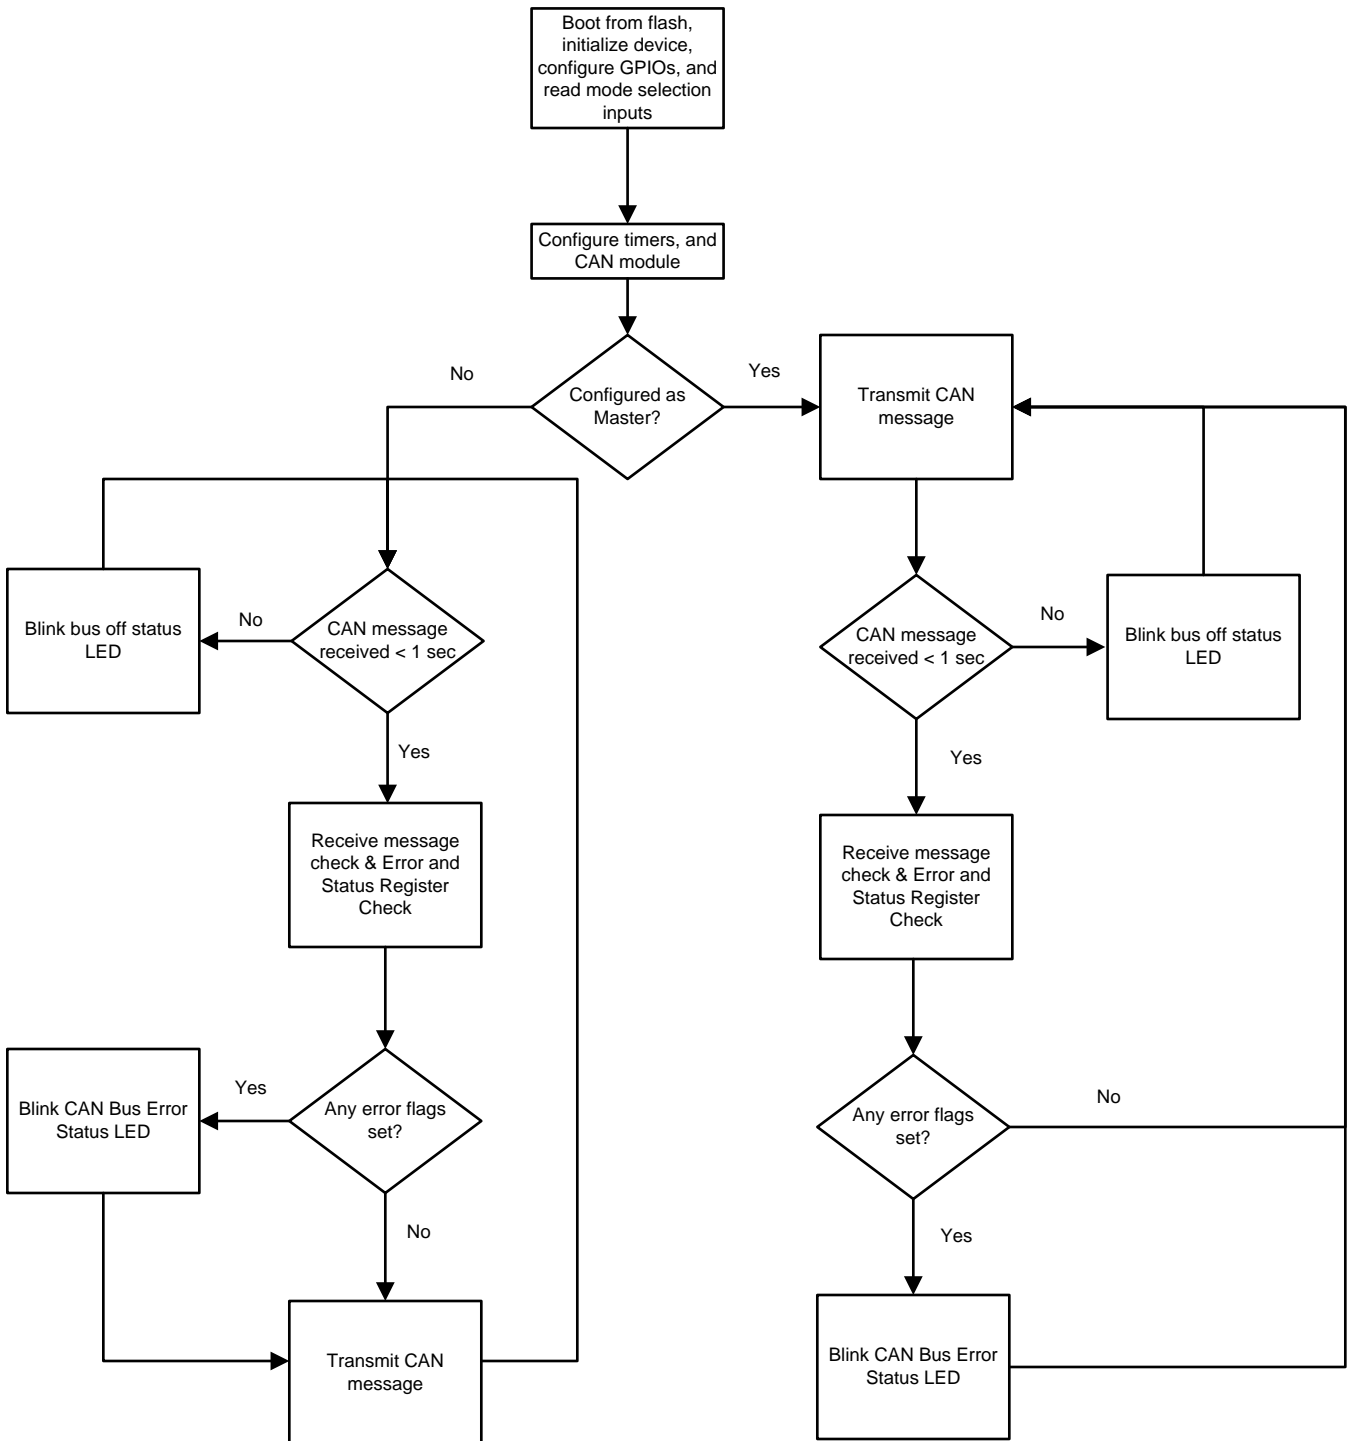 Boot from flash,
initialize device,
configure GPIOs, and
read mode selection
inputs
Configure timers, and
CAN module
No
Configured as
Master?
Yes
Transmit CAN
message
Blink bus off status
LED
No
CAN message
received < 1 sec
CAN message
received < 1 sec
No
Blink bus off status
LED
Yes
Yes
Receive message
check & Error and
Status Register
Check
Receive message
check & Error and
Status Register
Check
Blink CAN Bus Error
Status LED
Yes
Any error flags
set?
Any error flags
set?
No
No
Yes
Transmit CAN
message
Blink CAN Bus Error
Status LED